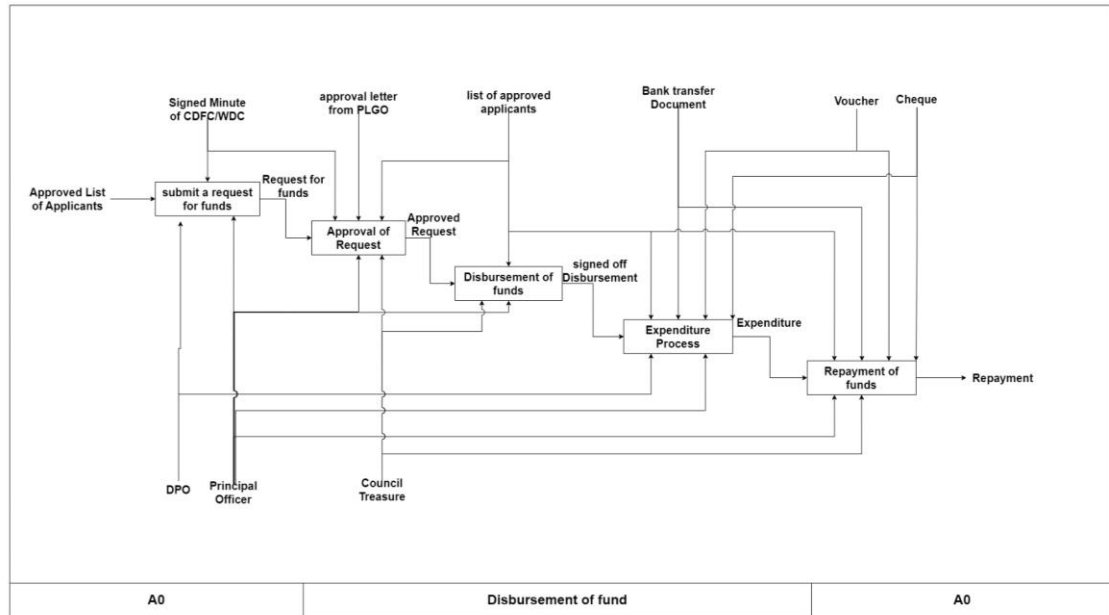 Signed Minute
of CDFC/WDC
approval letter
from PLGO
list of approved
applicants
Bank transfer
Document
Voucher
Cheque
Approved List
of Applicants
submit a request
for funds
Request for
funds
Approval of
Request
Approved
Request
Disbursement of
funds
signed off
Disbursement
Expenditure
Process
Expenditure
Repayment of
funds
Repayment
DPO
Principal
Officer
Council
Treasure
A0
Disbursement of fund
A0